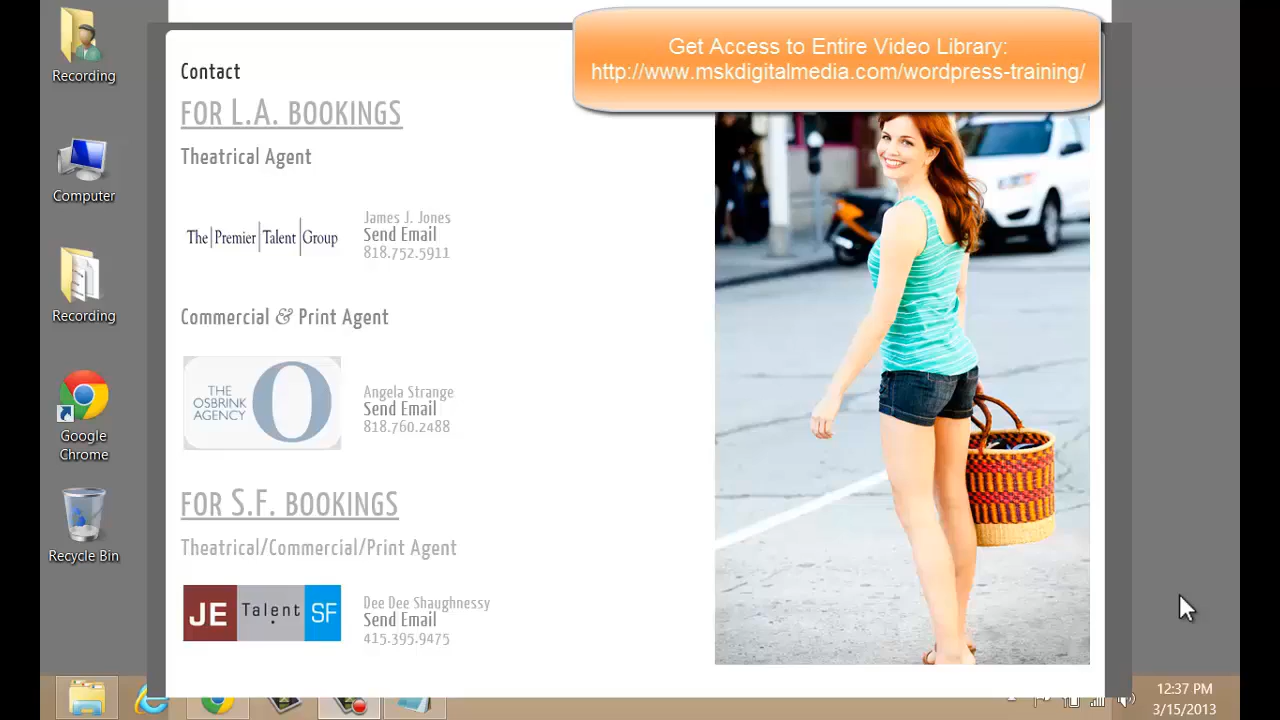 Get Access to Entire Video Library:
http://www.mskdigitalmedia.com/wordpress-training/
Recording
Computer
Recording
Google
Chrome
Recycle Bin
Contact
FOR L.A. BOOKINGS
Theatrical Agent
The|Premier|Talent|Group
James J. Jones
Send Email
818.752.5911
Commercial & Print Agent
THE
OSBRINK
AGENCY
O
Angela Strange
Send Email
818.760.2488
FOR S.F. BOOKINGS
Theatrical/Commercial/Print Agent
JE Talent SF
Dee Dee Shaughnessy
Send Email
415.395.9475
12:37 PM
3/15/2013